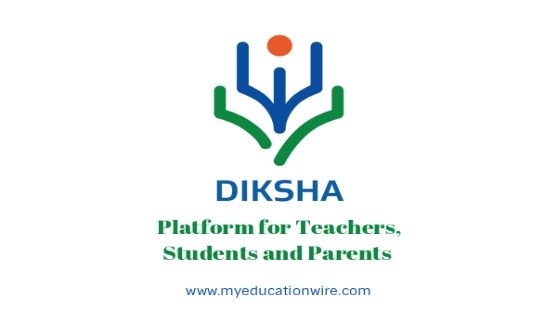 DIKSHA
Platform for Teachers,
Students and Parents
www.myeducationwire.com